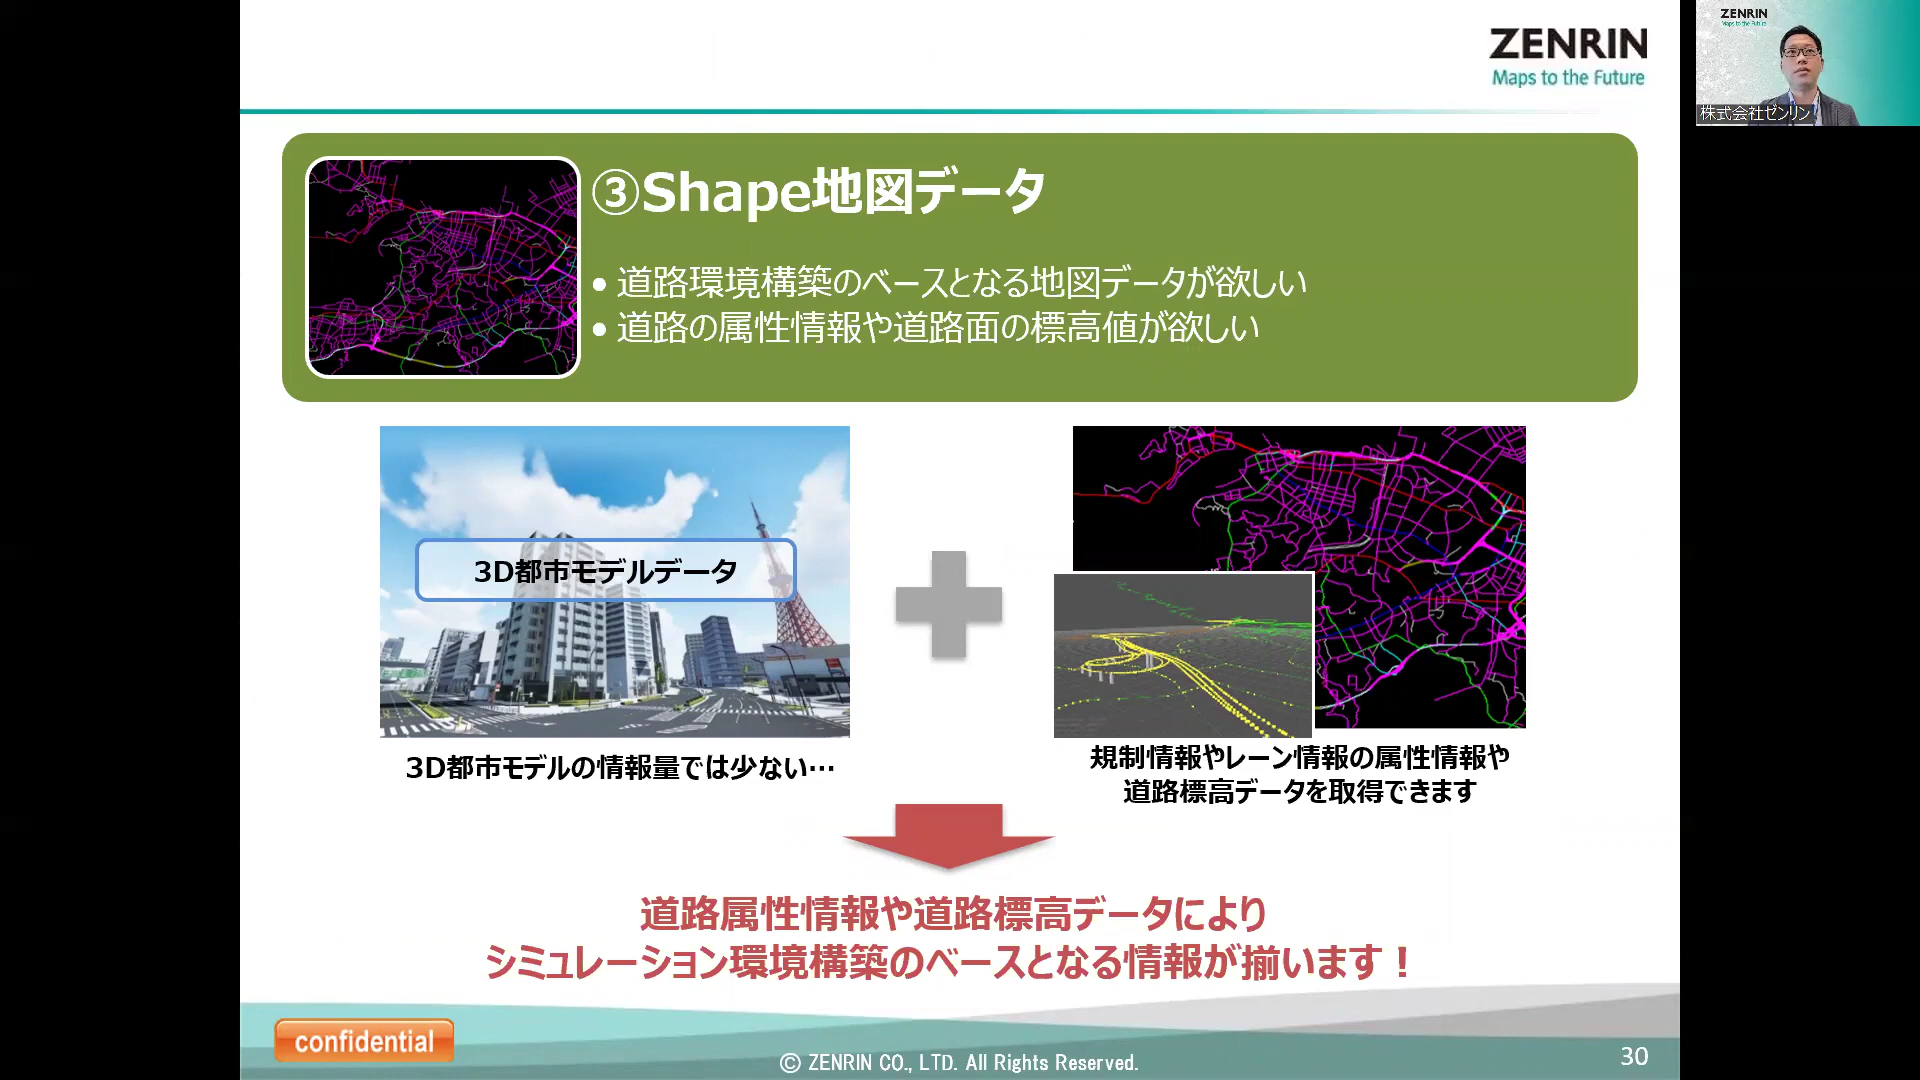 ZENRIN
Maps to the Future
ZENRIN
Maps to the Future
株式会社ゼンリン
③Shape地図データ
• 道路環境構築のベースとなる地図データが欲しい
• 道路の属性情報や道路面の標高値が欲しい
3D都市モデルデータ
3D都市モデルの情報量では少ない…
規制情報やレーン情報の属性情報や
道路標高データを取得できます
道路属性情報や道路標高データにより
シミュレーション環境構築のベースとなる情報が揃います！
confidential
© ZENRIN CO., LTD. All Rights Reserved.
30